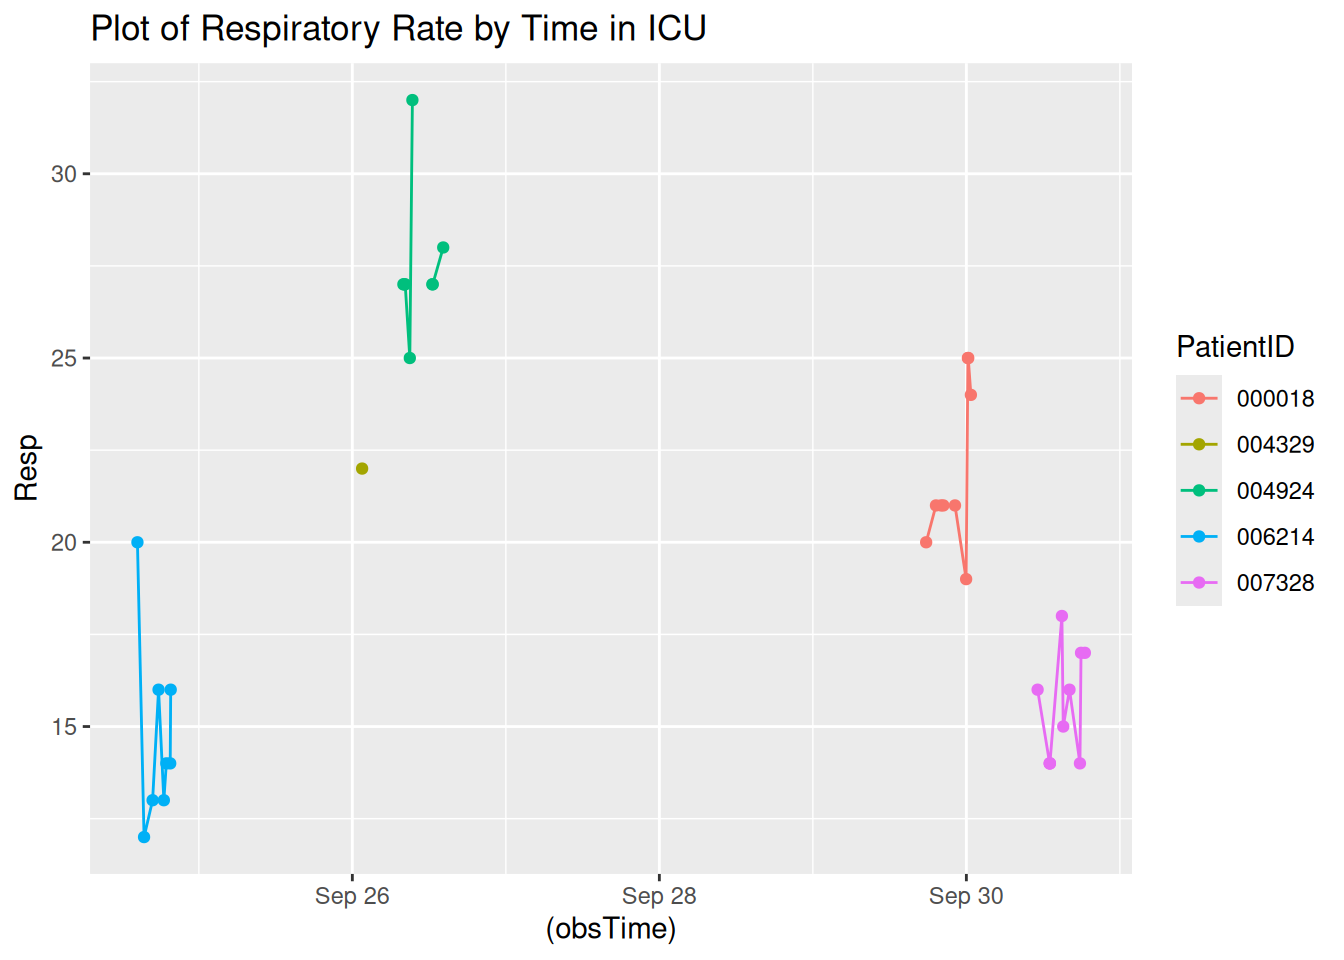 Plot of Respiratory Rate by Time in ICU
30
25
20
15
Resp
Sep 26
Sep 28
Sep 30
(obsTime)
PatientID
000018
004329
004924
006214
007328